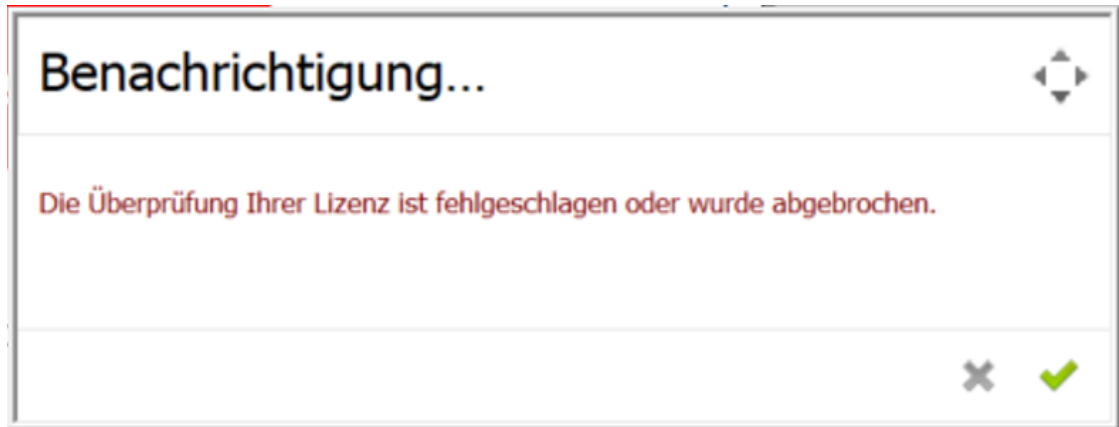 Benachrichtigung...
Die Überprüfung Ihrer Lizenz ist fehlgeschlagen oder wurde abgebrochen.